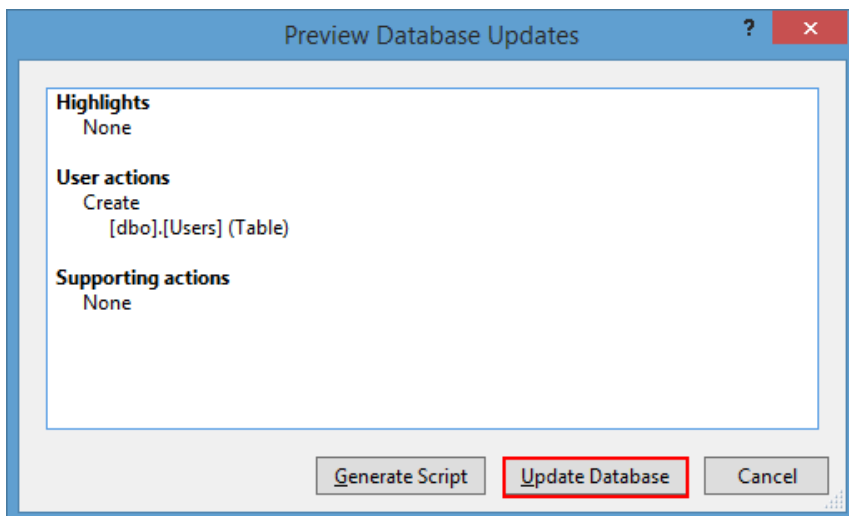 Preview Database Updates
?
×
Highlights
None
User actions
Create
[dbo].[Users] (Table)
Supporting actions
None
Generate Script
Update Database
Cancel